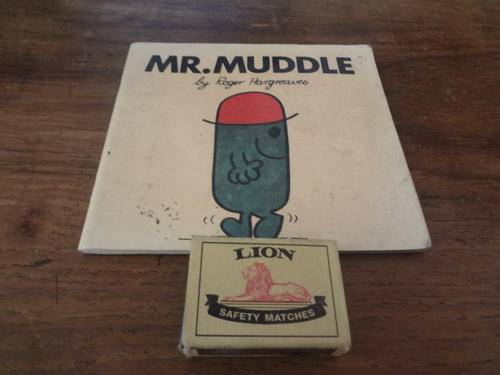 MR. MUDDLE
by Roger Hargreaves
LION
SAFETY MATCHES